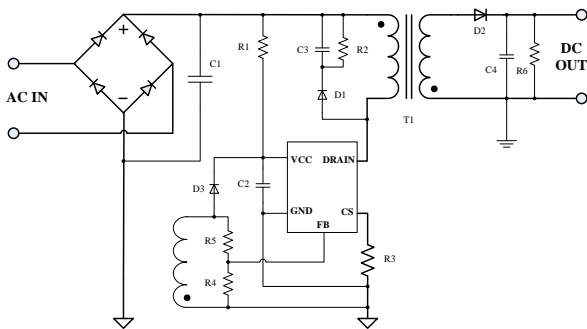 +
−
AC IN
C1
R1
C3
R2
D1
T1
D2
C4
R6
DC
OUT
VCC
DRAIN
GND
CS
FB
D3
C2
R5
R4
R3